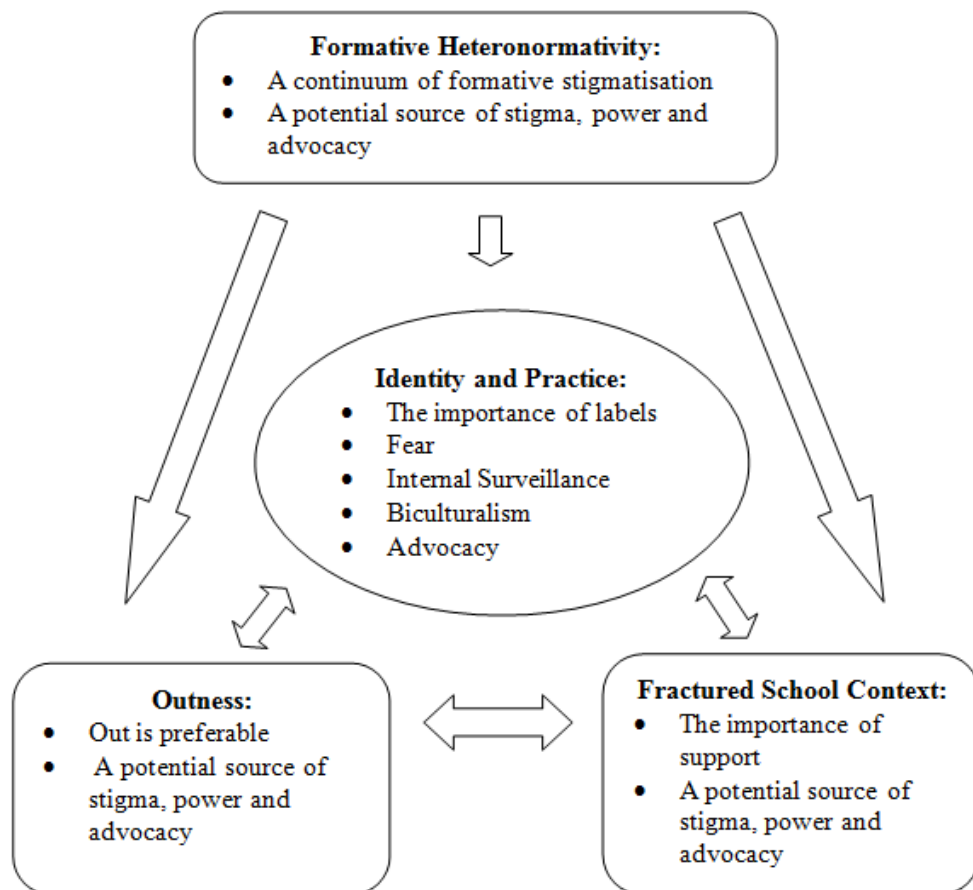 Formative Heteronormativity:
• A continuum of formative stigmatisation
• A potential source of stigma, power and
advocacy
Identity and Practice:
• The importance of labels
• Fear
• Internal Surveillance
• Biculturalism
• Advocacy
Outness:
• Out is preferable
• A potential source of
stigma, power and
advocacy
Fractured School Context:
• The importance of
support
• A potential source of
stigma, power and
advocacy